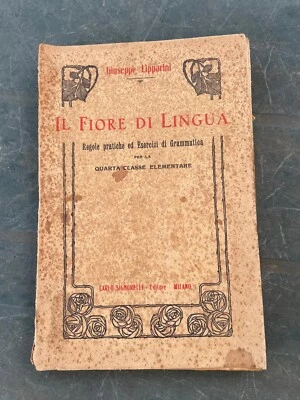 Giuseppe Lipparini
IL FIORE DI LINGUA
Regole pratiche ed Esercizi di Grammatica
PER LA
QUARTA CLASSE ELEMENTARE
CARLO SIGNORELLI - Editore MILANO